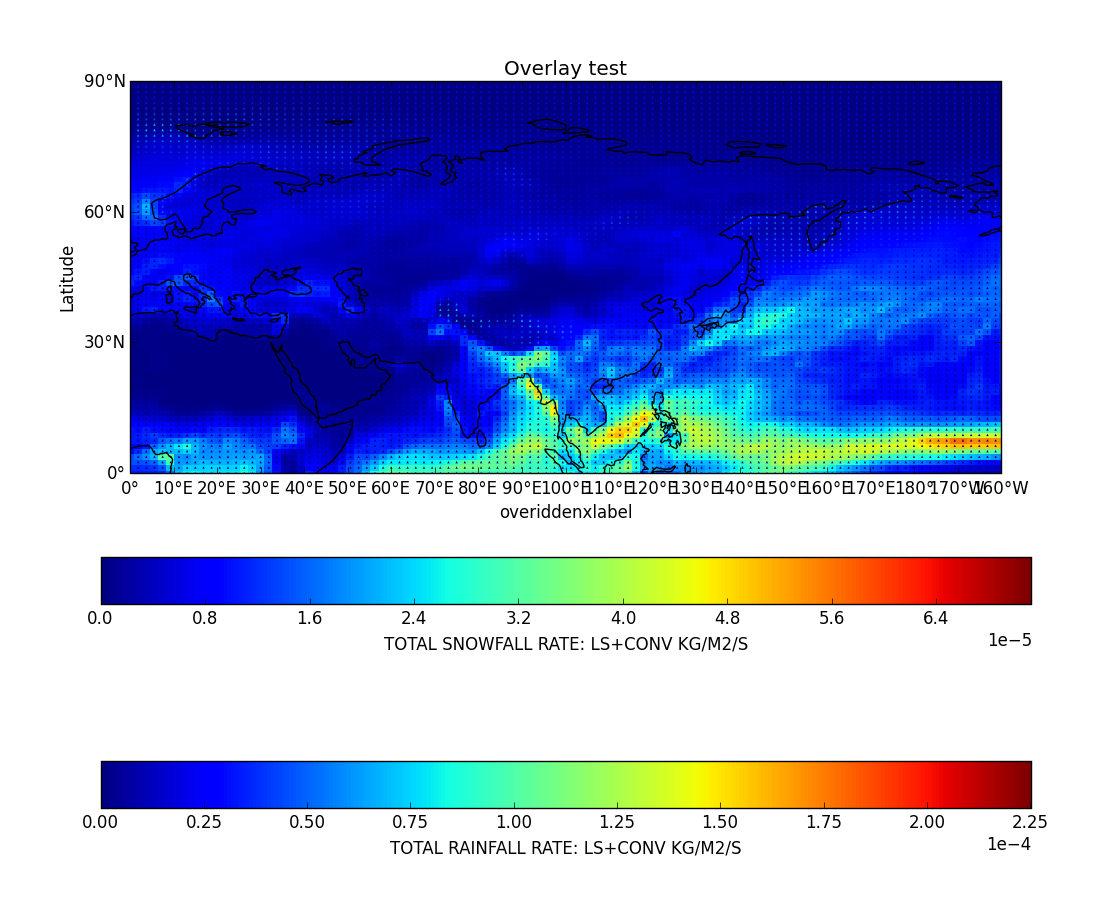 Overlay test
90°N
60°N
30°N
0°
Latitude
0° 10°E 20°E 30°E 40°E 50°E 60°E 70°E 80°E 90°E 100°E 110°E 120°E 130°E 140°E 150°E 160°E 170°E 180° 170°W 160°W
overiddenxlabel
0.0 0.8 1.6 2.4 3.2 4.0 4.8 5.6 6.4
1e−5
TOTAL SNOWFALL RATE: LS+CONV KG/M2/S
0.00 0.25 0.50 0.75 1.00 1.25 1.50 1.75 2.00 2.25
1e−4
TOTAL RAINFALL RATE: LS+CONV KG/M2/S